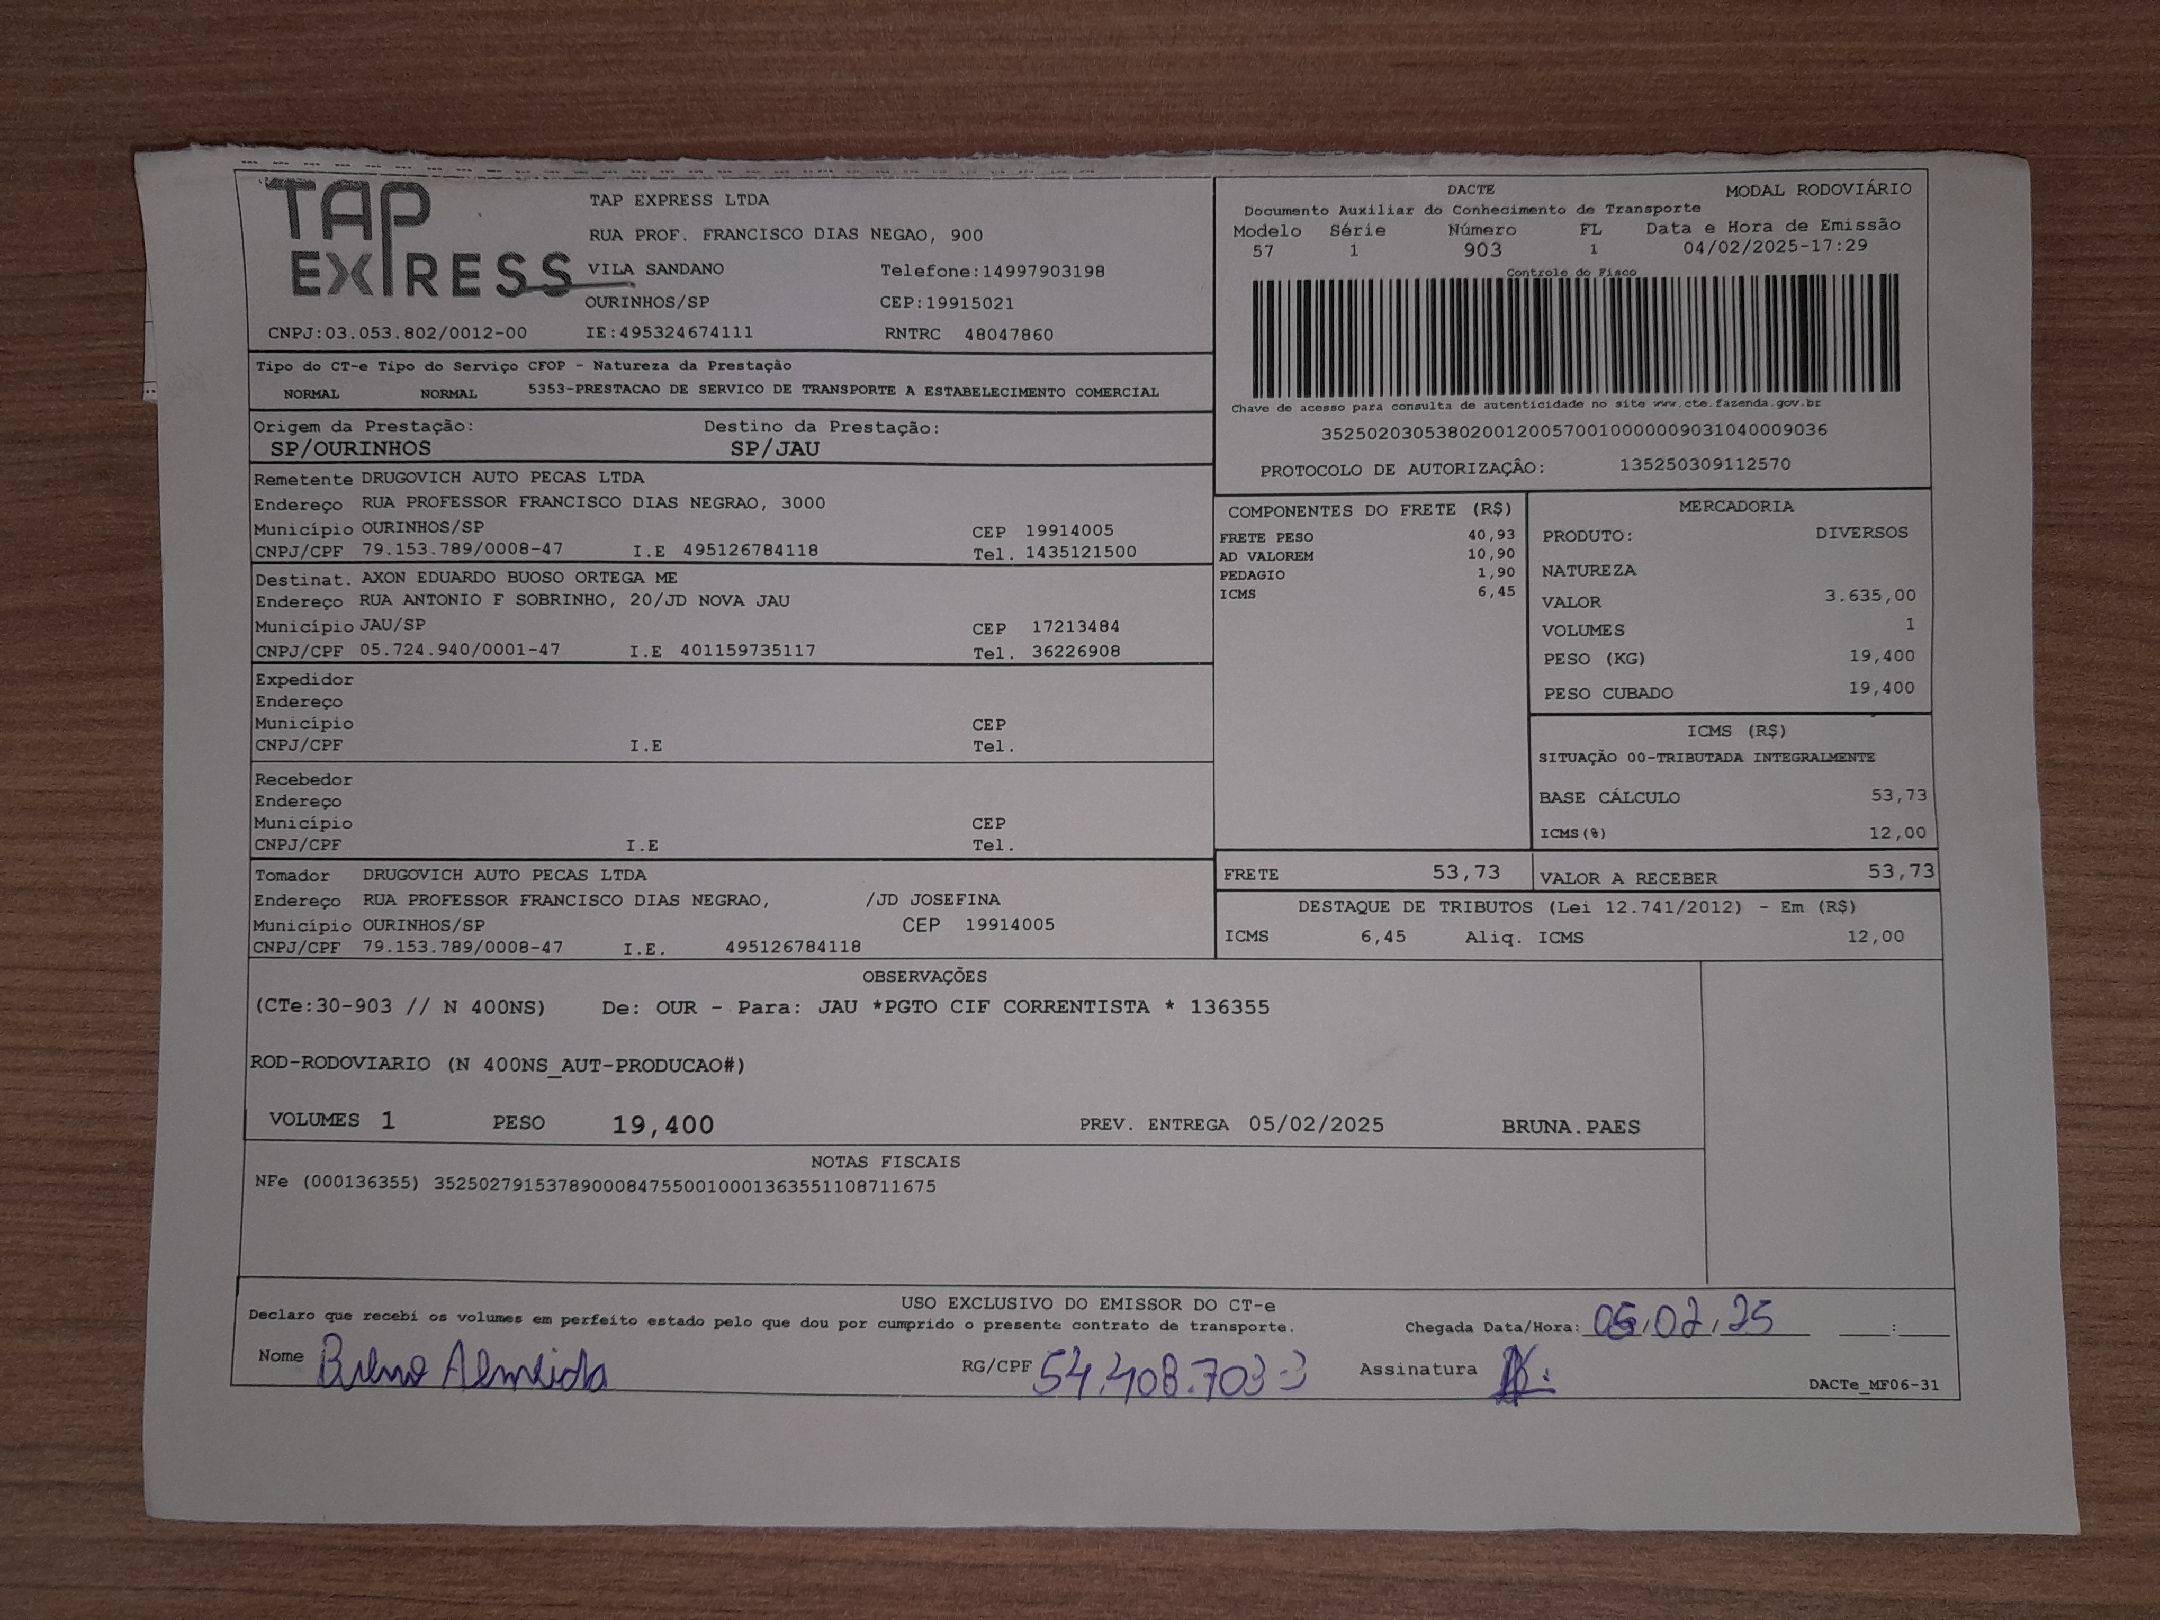 TAP
EXPRESS
TAP EXPRESS LTDA
RUA PROF. FRANCISCO DIAS NEGAO, 900
VILA SANDANO Telefone:14997903198
OURINHOS/SP CEP:19915021
CNPJ:03.053.802/0012-00 IE:495324674111 RNTRC 48047860
DACTE MODAL RODOVIÁRIO
Documento Auxiliar do Conhecimento de Transporte
Modelo Série Número FL Data e Hora de Emissão
57 1 903 1 04/02/2025-17:29
Controle do Fisco
Chave de acesso para consulta de autenticidade no site www.cte.fazenda.gov.br
35250203053802001200570010000009031040009036
PROTOCOLO DE AUTORIZAÇÂO: 135250309112570
Tipo do CT-e Tipo do Serviço CFOP - Natureza da Prestação
NORMAL NORMAL 5353-PRESTACAO DE SERVICO DE TRANSPORTE A ESTABELECIMENTO COMERCIAL
Origem da Prestação: Destino da Prestação:
SP/OURINHOS SP/JAU
Remetente DRUGOVICH AUTO PECAS LTDA
Endereço RUA PROFESSOR FRANCISCO DIAS NEGRAO, 3000
Município OURINHOS/SP CEP 19914005
CNPJ/CPF 79.153.789/0008-47 I.E 495126784118 Tel. 1435121500
Destinat. AXON EDUARDO BUOSO ORTEGA ME
Endereço RUA ANTONIO F SOBRINHO, 20/JD NOVA JAU
Município JAU/SP CEP 17213484
CNPJ/CPF 05.724.940/0001-47 I.E 401159735117 Tel. 36226908
Expedidor
Endereço
Município CEP
CNPJ/CPF I.E Tel.
Recebedor
Endereço
Município CEP
CNPJ/CPF I.E Tel.
Tomador DRUGOVICH AUTO PECAS LTDA
Endereço RUA PROFESSOR FRANCISCO DIAS NEGRAO, /JD JOSEFINA
Município OURINHOS/SP CEP 19914005
CNPJ/CPF 79.153.789/0008-47 I.E. 495126784118
COMPONENTES DO FRETE (R$)
FRETE PESO 40,93
AD VALOREM 10,90
PEDAGIO 1,90
ICMS 6,45
MERCADORIA
PRODUTO: DIVERSOS
NATUREZA
VALOR 3.635,00
VOLUMES 1
PESO (KG) 19,400
PESO CUBADO 19,400
ICMS (R$)
SITUAÇÃO 00-TRIBUTADA INTEGRALMENTE
BASE CÁLCULO 53,73
ICMS(%) 12,00
FRETE 53,73 VALOR A RECEBER 53,73
DESTAQUE DE TRIBUTOS (Lei 12.741/2012) - Em (R$)
ICMS 6,45 Aliq. ICMS 12,00
OBSERVAÇÕES
(CTe:30-903 // N 400NS) De: OUR - Para: JAU *PGTO CIF CORRENTISTA * 136355
ROD-RODOVIARIO (N 400NS_AUT-PRODUCAO#)
VOLUMES 1 PESO 19,400 PREV. ENTREGA 05/02/2025 BRUNA.PAES
NOTAS FISCAIS
NFe (000136355) 35250279153789000847550010001363551108711675
USO EXCLUSIVO DO EMISSOR DO CT-e
Declaro que recebi os volumes em perfeito estado pelo que dou por cumprido o presente contrato de transporte.
Chegada Data/Hora: 05,02,25 :
Nome Breno Almeida RG/CPF 54.408.703-3 Assinatura
DACTe_MF06-31